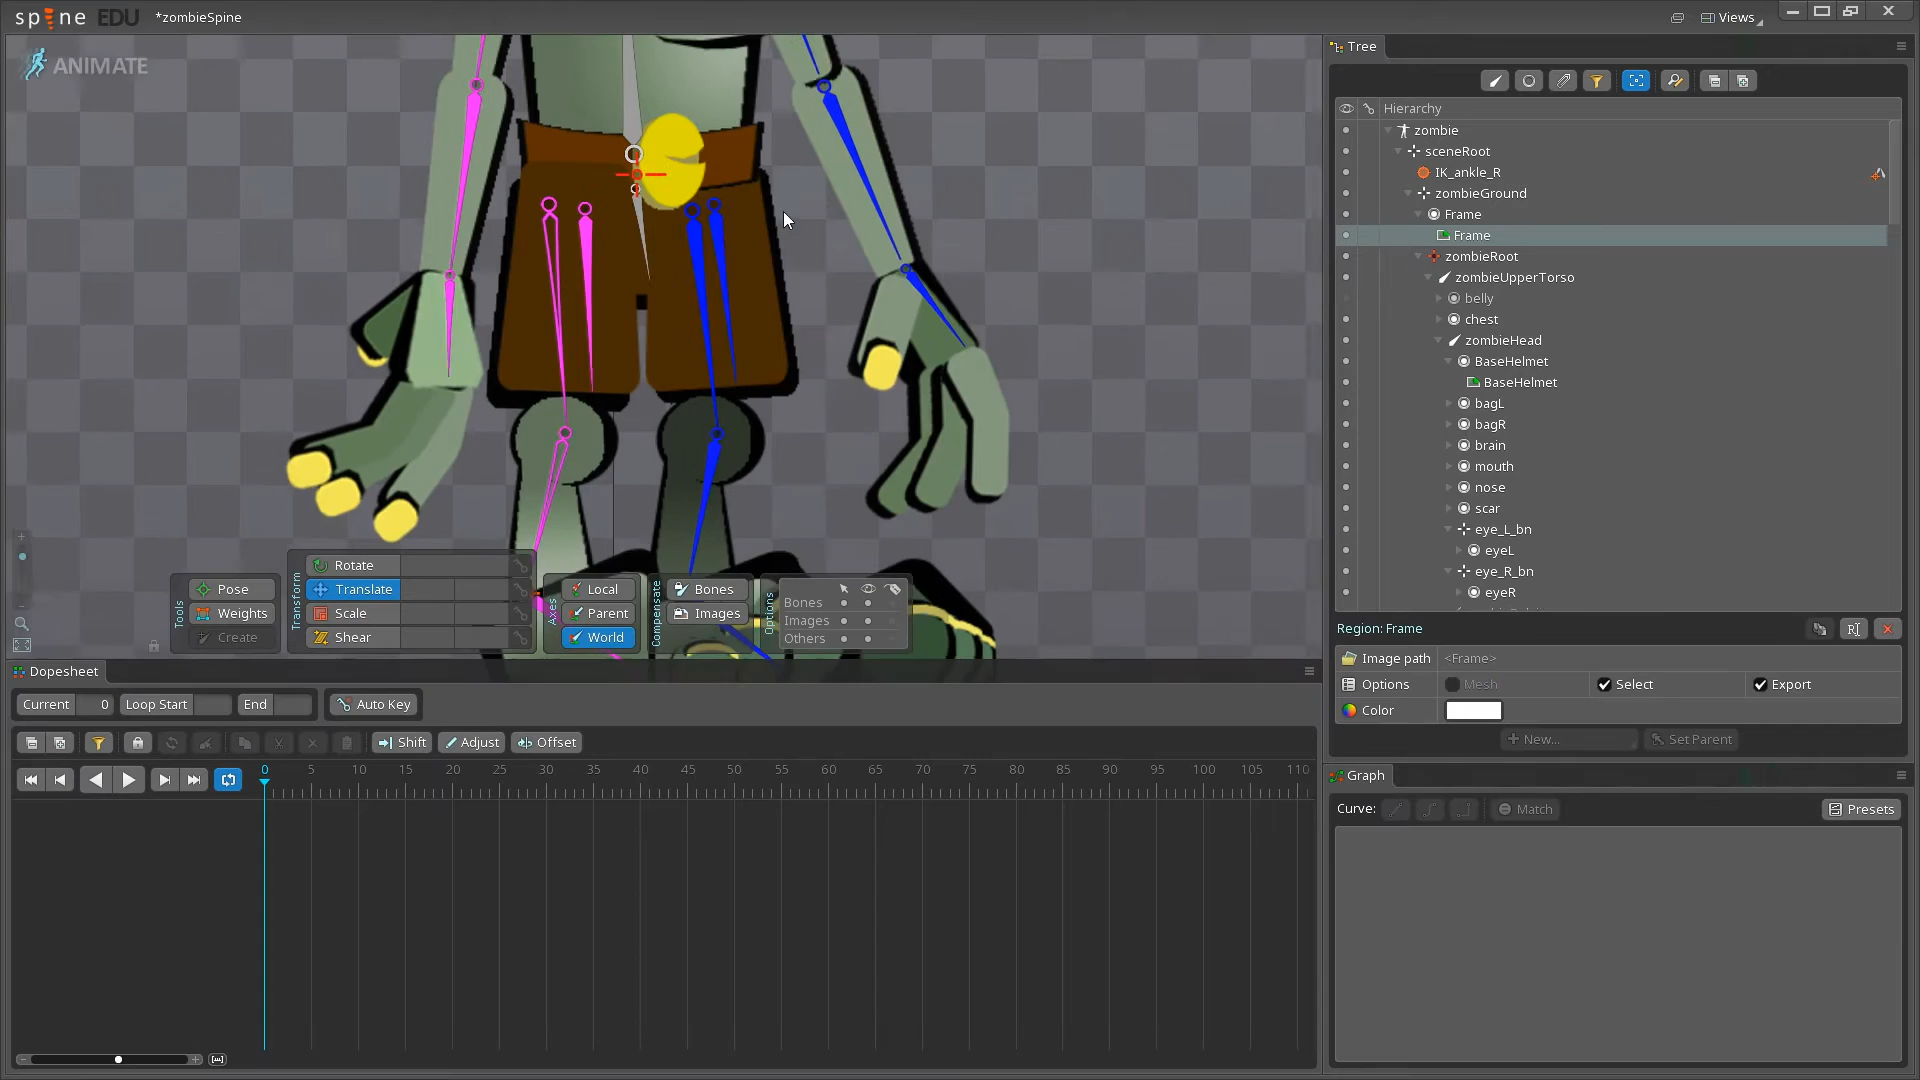 spine EDU
*zombieSpine
Views
ANIMATE
Tree
Hierarchy
zombie
sceneRoot
IK_ankle_R
zombieGround
Frame
Frame
zombieRoot
zombieUpperTorso
belly
chest
zombieHead
BaseHelmet
BaseHelmet
bagL
bagR
brain
mouth
nose
scar
eye_L_bn
eyeL
eye_R_bn
eyeR
Tools
Pose
Weights
Create
Transform
Rotate
Translate
Scale
Shear
Axes
Local
Parent
World
Compensate
Bones
Images
Options
Bones
Images
Others
Region: Frame
Image path <Frame>
Options Mesh Select Export
Color
New... Set Parent
Dopesheet
Current 0 Loop Start End Auto Key
Shift Adjust Offset
0 5 10 15 20 25 30 35 40 45 50 55 60 65 70 75 80 85 90 95 100 105 110
Graph
Curve: Match Presets